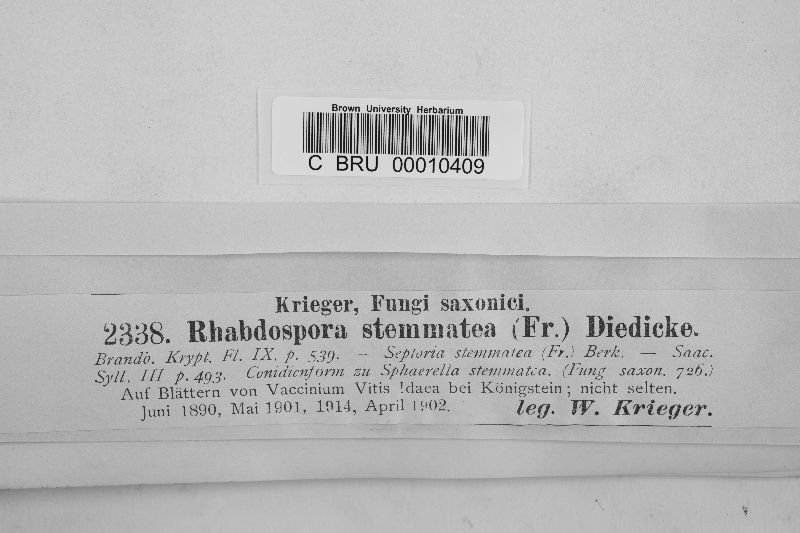 Brown University Herbarium
C BRU 00010409
Krieger, Fungi saxonici.
2338. Rhabdospora stemmatea (Fr.) Diedicke.
Brandb. Krypt. Fl. IX. p. 539. — Septoria stemmatea (Fr.) Berk. — Saac.
Syll. III p. 493. Conidienform zu Sphaerella stemmatea. (Fung saxon. 726.)
Auf Blättern von Vaccinium Vitis Idaea bei Königstein; nicht selten.
Juni 1890, Mai 1901, 1914, April 1902. leg. W. Krieger.